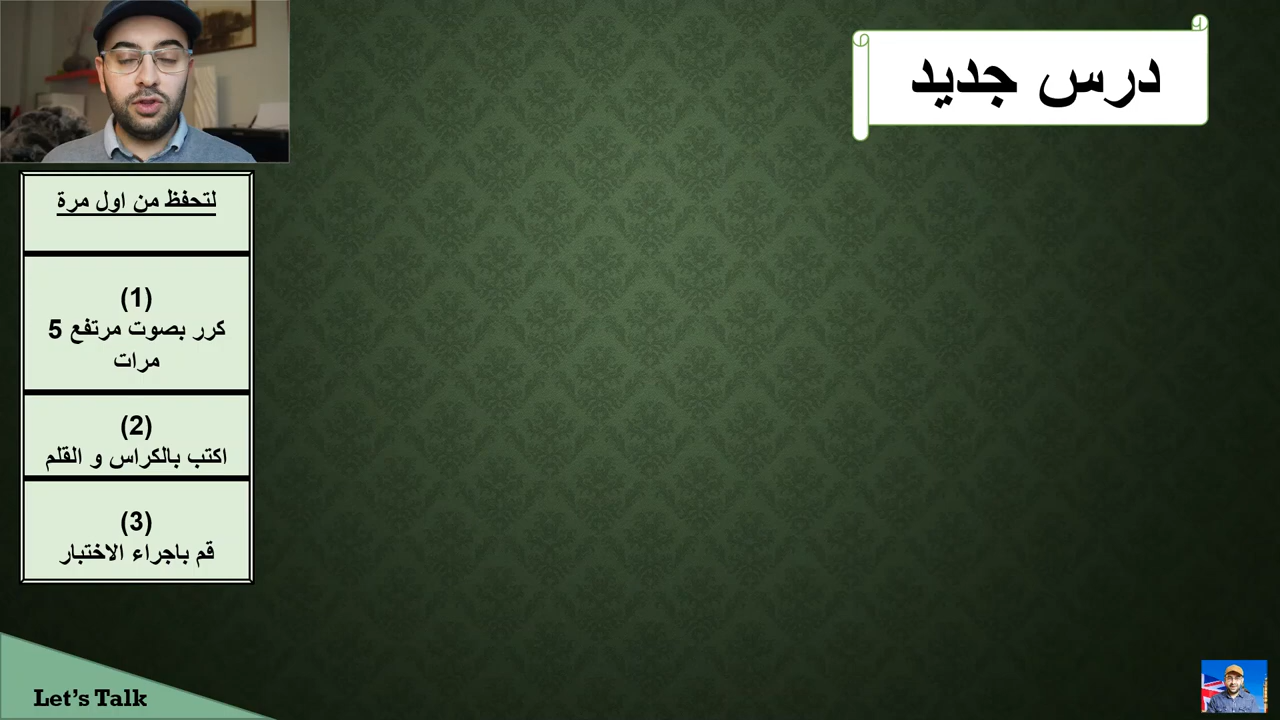 درس جديد
لتحفظ من اول مرة
(1)
كرر بصوت مرتفع 5
مرات
(2)
اكتب بالكراس و القلم
(3)
قم باجراء الاختبار
Let's Talk